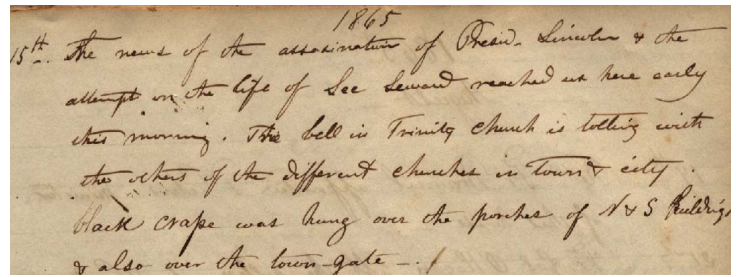 1865
15th. The news of the assasination of Presid. Lincoln & the
attempt on the life of Sec Seward reached us here early
this morning. The bell in Trinity Church is tolling with
the others of the different churches in town & city.
black crape was hung over the porches of N & S Buildings
& also over the town-gate -.